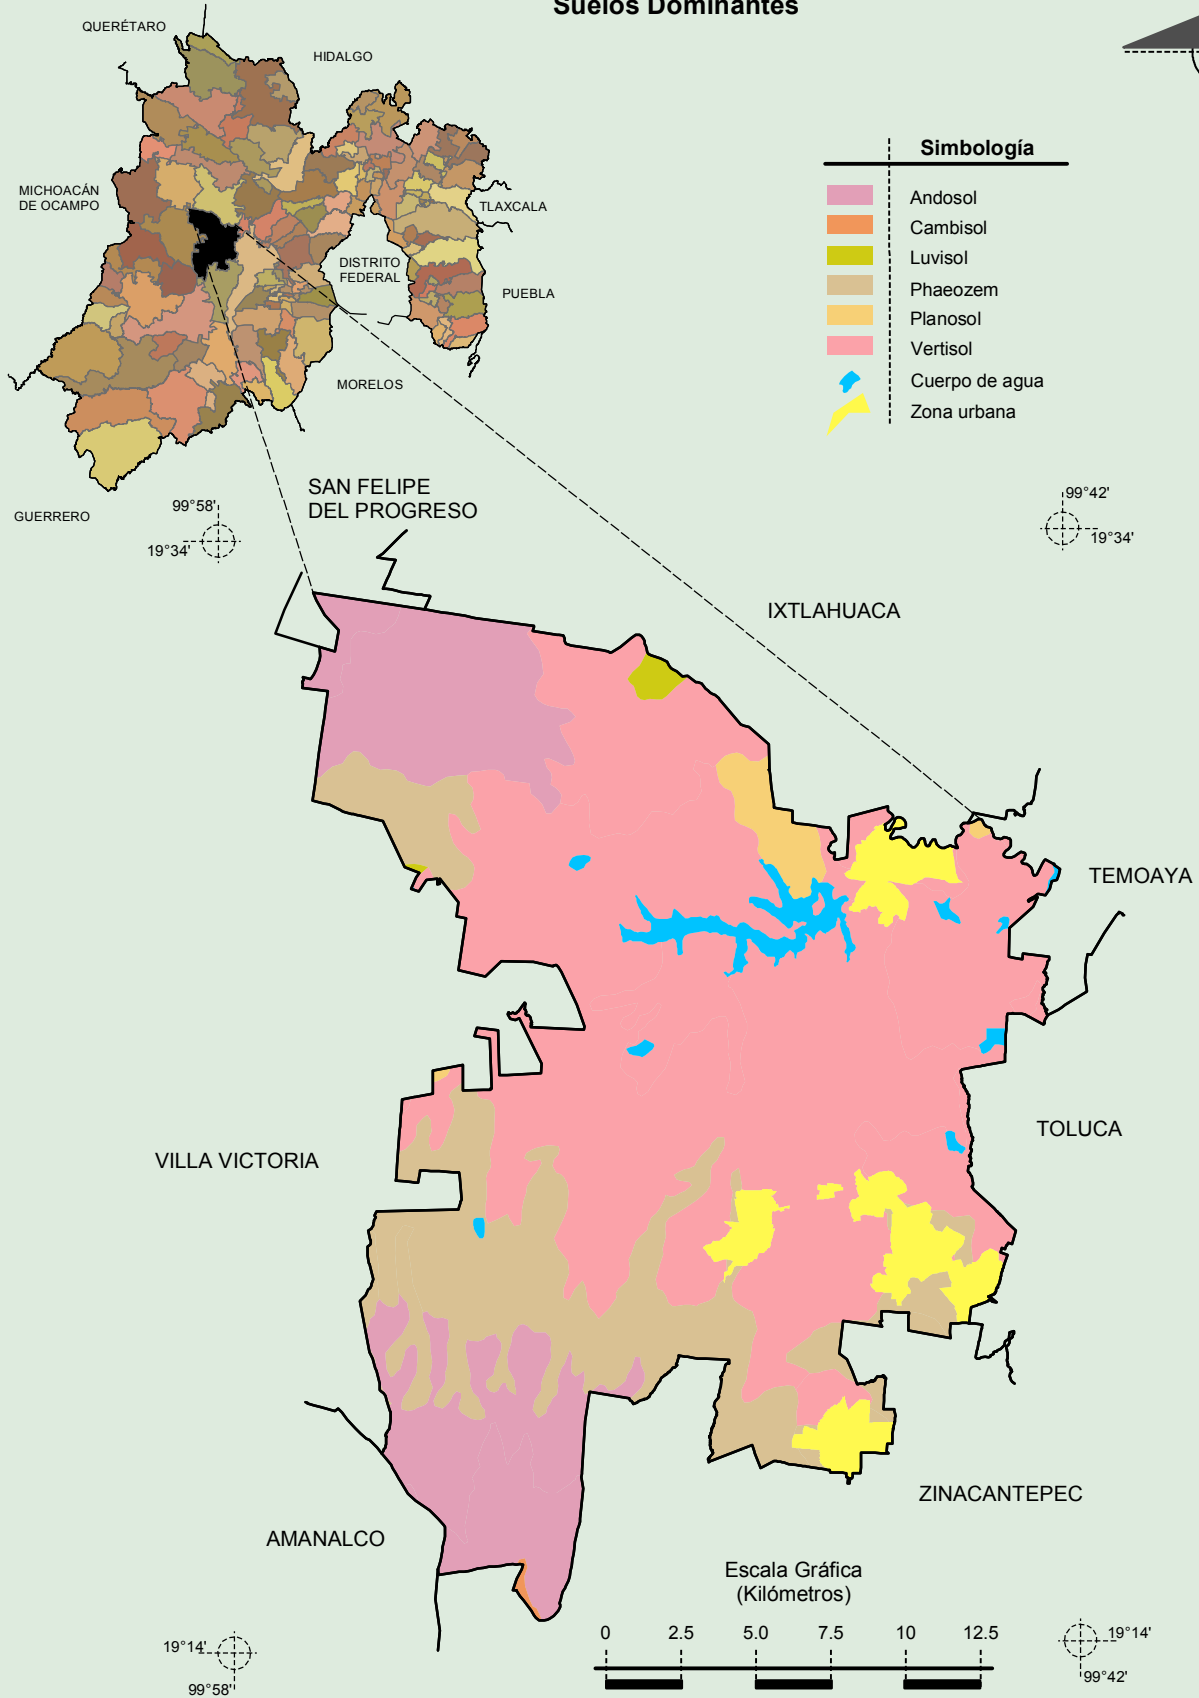 Suelos Dominantes
QUERÉTARO
HIDALGO
MICHOACÁN
DE OCAMPO
TLAXCALA
DISTRITO
FEDERAL
PUEBLA
MORELOS
GUERRERO
Simbología
Andosol
Cambisol
Luvisol
Phaeozem
Planosol
Vertisol
Cuerpo de agua
Zona urbana
99°58'
19°34'
99°42'
19°34'
SAN FELIPE
DEL PROGRESO
IXTLAHUACA
TEMOAYA
TOLUCA
VILLA VICTORIA
ZINACANTEPEC
AMANALCO
Escala Gráfica
(Kilómetros)
0 2.5 5.0 7.5 10 12.5
19°14'
99°58'
19°14'
99°42'